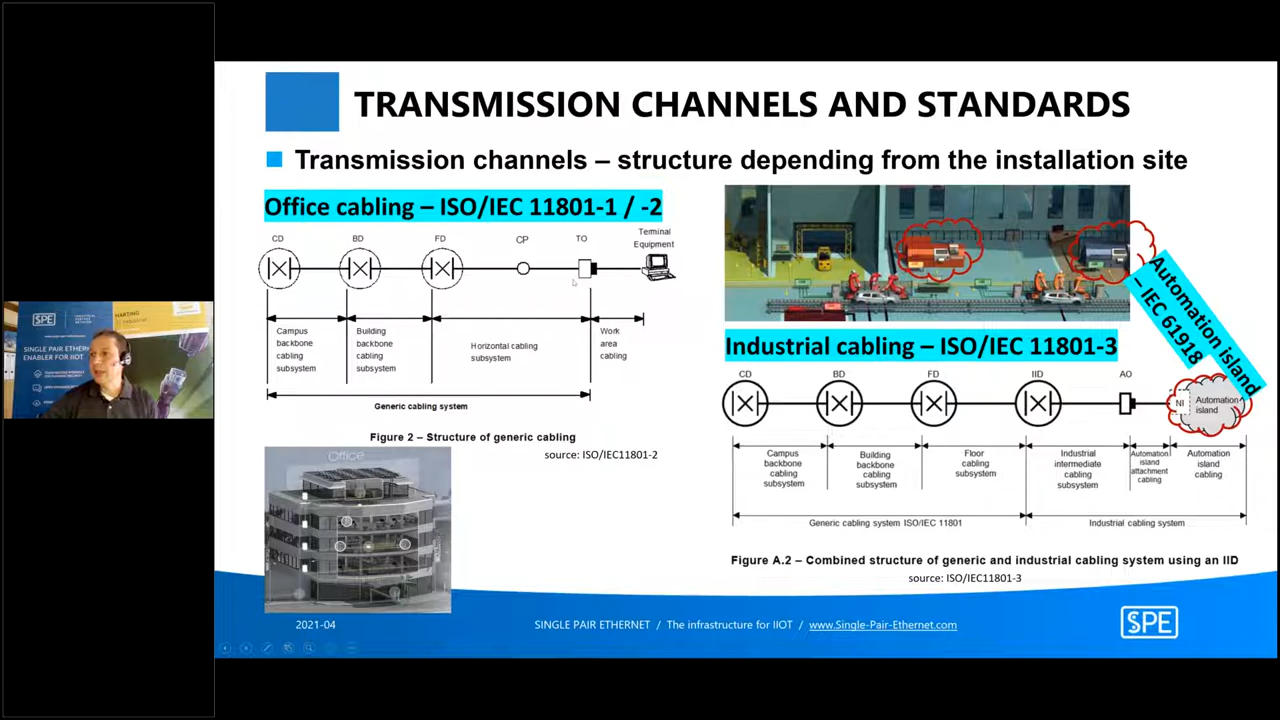 TRANSMISSION CHANNELS AND STANDARDS
Transmission channels – structure depending from the installation site
Office cabling – ISO/IEC 11801-1 / -2
CD
BD
FD
CP
TO
Terminal
Equipment
Campus
backbone
cabling
subsystem
Building
backbone
cabling
subsystem
Horizontal cabling
subsystem
Work
area
cabling
Generic cabling system
Figure 2 – Structure of generic cabling
source: ISO/IEC11801-2
Office
Automation island
– IEC 61918
Industrial cabling – ISO/IEC 11801-3
CD
BD
FD
IID
AO
NI
Automation
island
Campus
backbone
cabling
subsystem
Building
backbone
cabling
subsystem
Floor
cabling
subsystem
Industrial
intermediate
cabling
subsystem
Automation
island
attachment
cabling
Automation
island
cabling
Generic cabling system ISO/IEC 11801
Industrial cabling system
Figure A.2 – Combined structure of generic and industrial cabling system using an IID
source: ISO/IEC11801-3
2021-04
SINGLE PAIR ETHERNET / The infrastructure for IIOT / www.Single-Pair-Ethernet.com
SPE
SPE
HARTING
SINGLE PAIR ETHERNET
ENABLER FOR IIOT